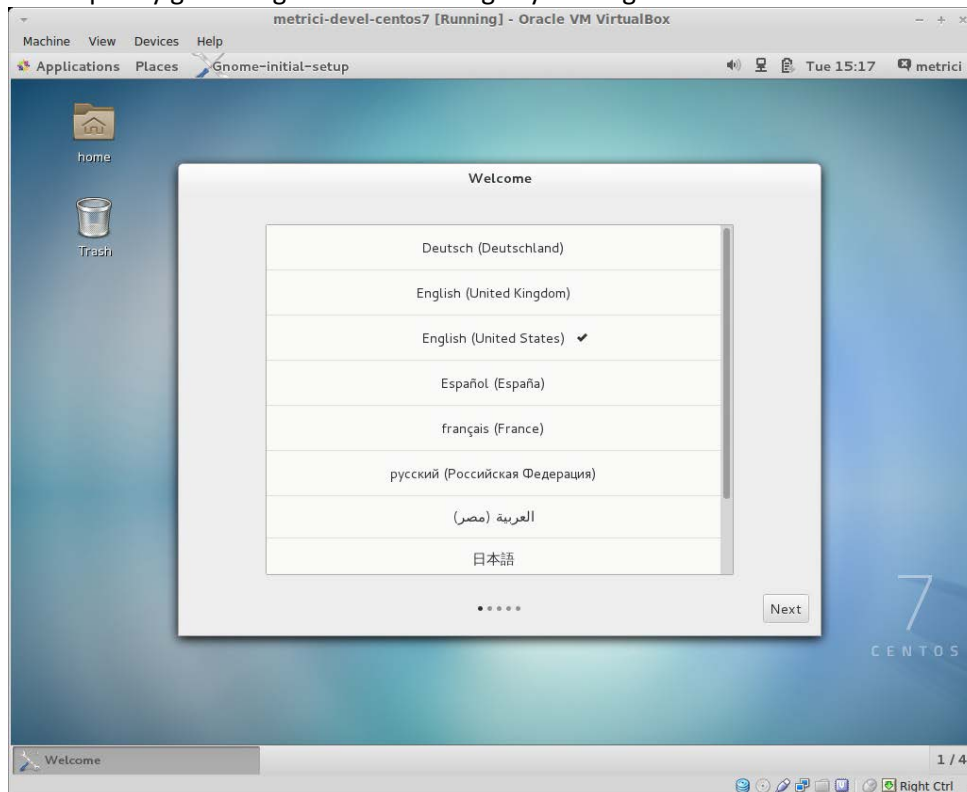 metrici-devel-centos7 [Running] - Oracle VM VirtualBox
Machine View Devices Help
Applications Places Gnome-initial-setup Tue 15:17 metrici
home
Trash
Welcome
Deutsch (Deutschland)
English (United Kingdom)
English (United States) ✔
Español (España)
français (France)
русский (Российская Федерация)
العربية (مصر)
日本語
Next
7
CENTOS
Welcome
1 / 4
Right Ctrl